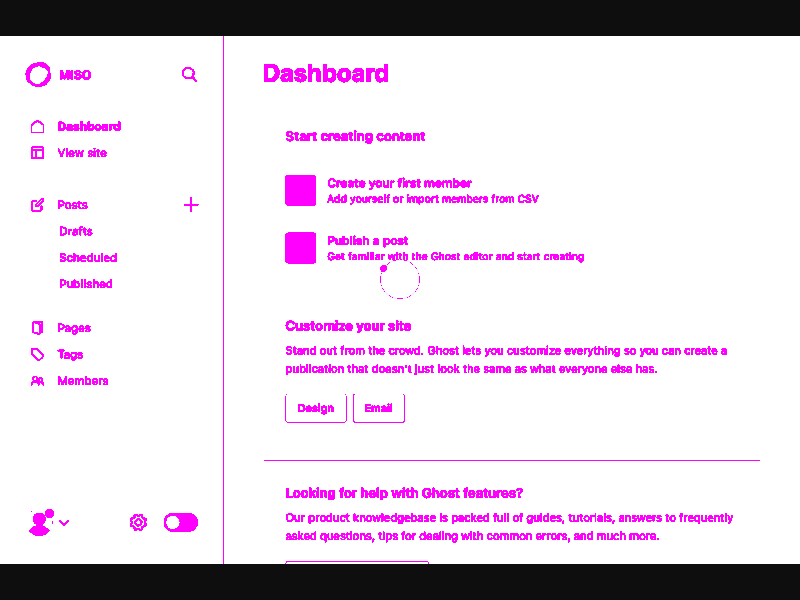 MISO
Dashboard
View site
Posts
Drafts
Scheduled
Published
Pages
Tags
Members
Dashboard
Start creating content
Create your first member
Add yourself or import members from CSV
Publish a post
Get familiar with the Ghost editor and start creating
Customize your site
Stand out from the crowd. Ghost lets you customize everything so you can create a
publication that doesn't just look the same as what everyone else has.
Design
Email
Looking for help with Ghost features?
Our product knowledgebase is packed full of guides, tutorials, answers to frequently
asked questions, tips for dealing with common errors, and much more.